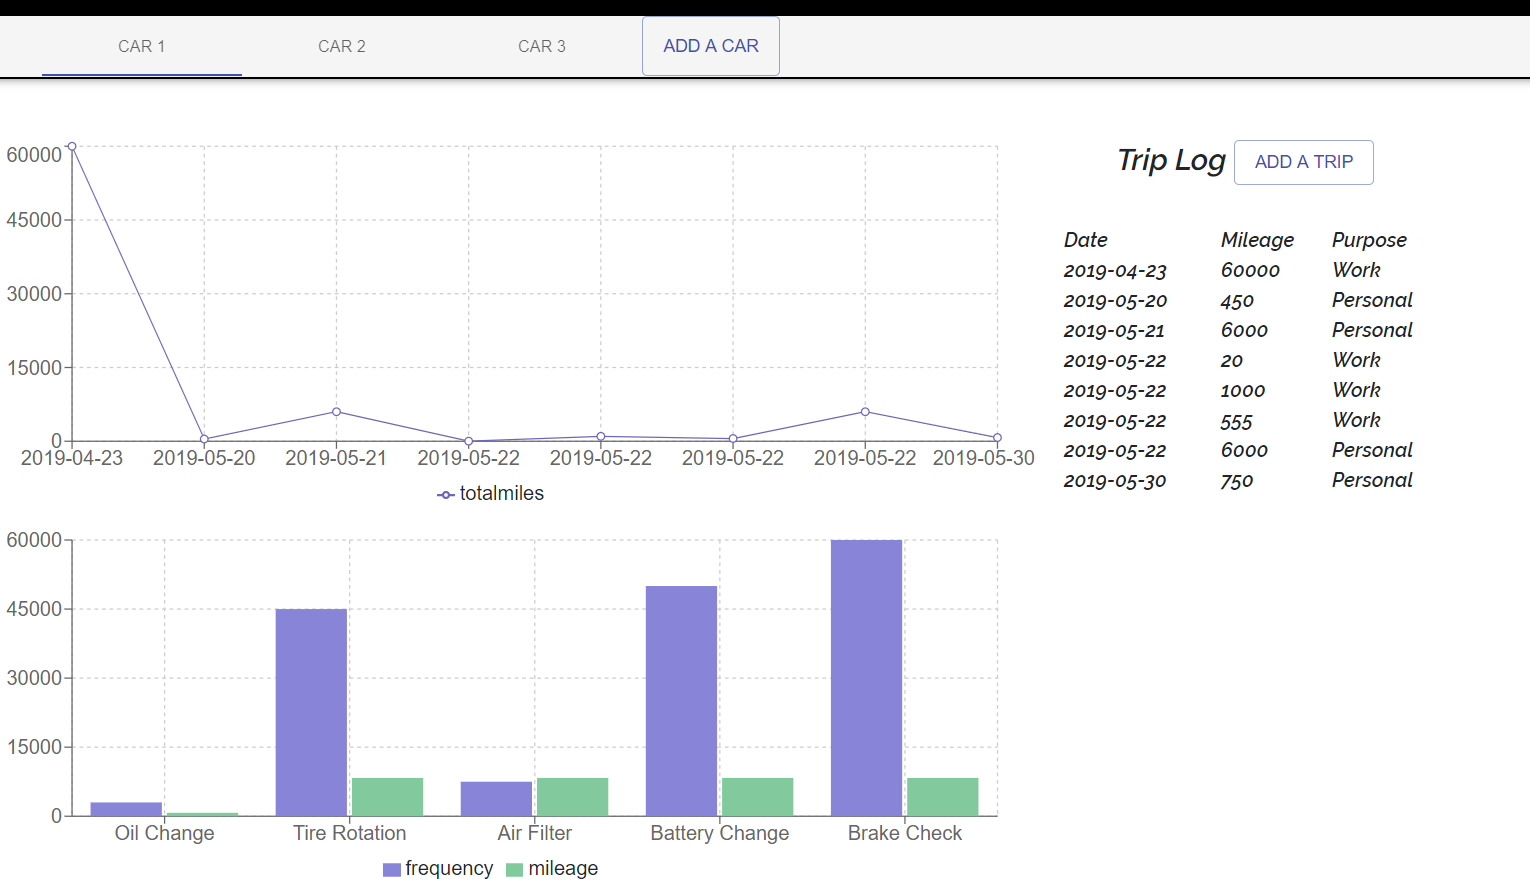 CAR 1 CAR 2 CAR 3 ADD A CAR
60000
45000
30000
15000
0
2019-04-23 2019-05-20 2019-05-21 2019-05-22 2019-05-22 2019-05-22 2019-05-22 2019-05-30
totalmiles
60000
45000
30000
15000
0
Oil Change Tire Rotation Air Filter Battery Change Brake Check
frequency mileage
Trip Log ADD A TRIP
Date Mileage Purpose
2019-04-23 60000 Work
2019-05-20 450 Personal
2019-05-21 6000 Personal
2019-05-22 20 Work
2019-05-22 1000 Work
2019-05-22 555 Work
2019-05-22 6000 Personal
2019-05-30 750 Personal